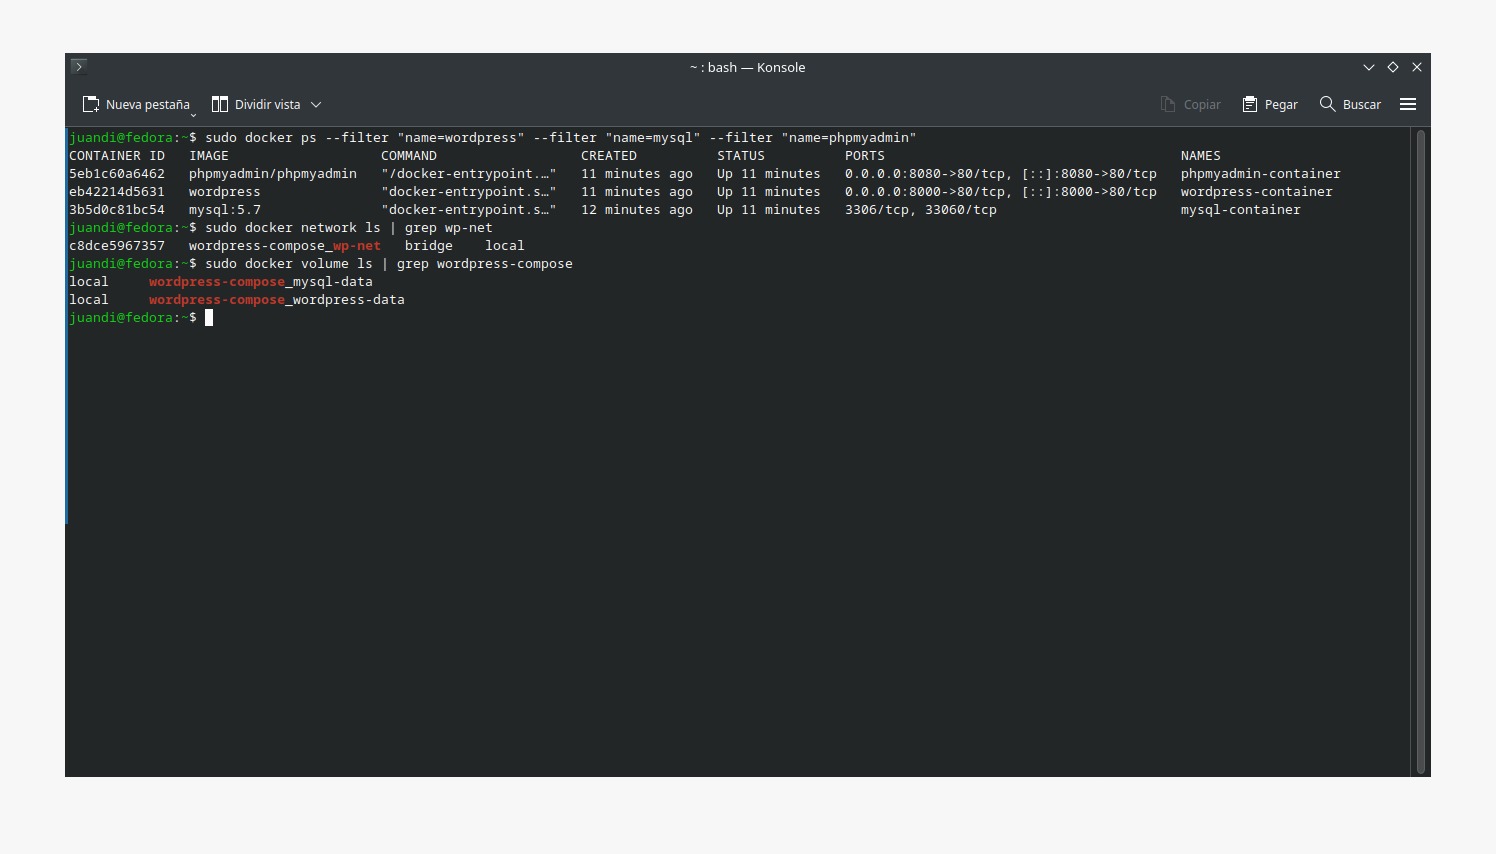 ~ : bash — Konsole
Nueva pestaña Dividir vista Copiar Pegar Buscar
juandi@fedora:~$ sudo docker ps --filter "name=wordpress" --filter "name=mysql" --filter "name=phpmyadmin"
CONTAINER ID   IMAGE                   COMMAND                  CREATED          STATUS          PORTS                                     NAMES
5eb1c60a6462   phpmyadmin/phpmyadmin   "/docker-entrypoint.…"   11 minutes ago   Up 11 minutes   0.0.0.0:8080->80/tcp, [::]:8080->80/tcp   phpmyadmin-container
eb42214d5631   wordpress               "docker-entrypoint.s…"   11 minutes ago   Up 11 minutes   0.0.0.0:8000->80/tcp, [::]:8000->80/tcp   wordpress-container
3b5d0c81bc54   mysql:5.7               "docker-entrypoint.s…"   12 minutes ago   Up 11 minutes   3306/tcp, 33060/tcp                       mysql-container
juandi@fedora:~$ sudo docker network ls | grep wp-net
c8dce5967357   wordpress-compose_wp-net   bridge    local
juandi@fedora:~$ sudo docker volume ls | grep wordpress-compose
local     wordpress-compose_mysql-data
local     wordpress-compose_wordpress-data
juandi@fedora:~$